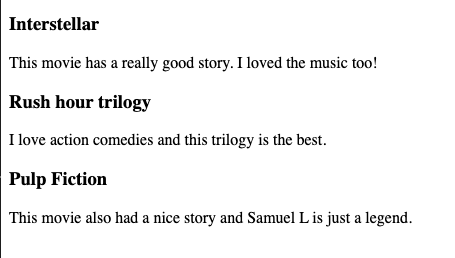 Interstellar
This movie has a really good story. I loved the music too!
Rush hour trilogy
I love action comedies and this trilogy is the best.
Pulp Fiction
This movie also had a nice story and Samuel L is just a legend.